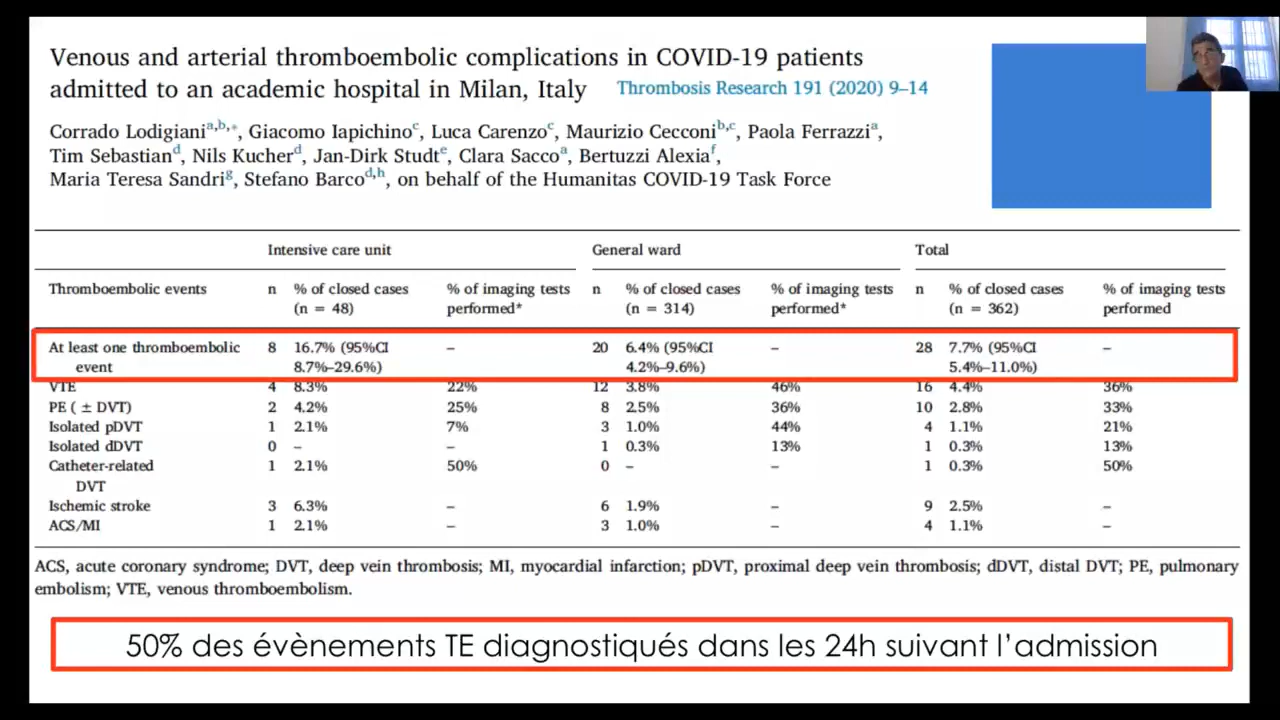 Venous and arterial thromboembolic complications in COVID-19 patients
admitted to an academic hospital in Milan, Italy Thrombosis Research 191 (2020) 9–14
Corrado Lodigiani a,b,*, Giacomo Iapichino c, Luca Carenzo c, Maurizio Cecconi b,c, Paola Ferrazzi a,
Tim Sebastian d, Nils Kucher d, Jan-Dirk Studt e, Clara Sacco a, Bertuzzi Alexia f,
Maria Teresa Sandri g, Stefano Barco d,h, on behalf of the Humanitas COVID-19 Task Force
Intensive care unit General ward Total
Thromboembolic events n % of closed cases % of imaging tests n % of closed cases % of imaging tests n % of closed cases % of imaging tests
(n = 48) performed* (n = 314) performed* (n = 362) performed
At least one thromboembolic 8 16.7% (95%CI – 20 6.4% (95%CI – 28 7.7% (95%CI –
event 8.7%–29.6%) 4.2%–9.6%) 5.4%–11.0%)
VTE 4 8.3% 22% 12 3.8% 46% 16 4.4% 36%
PE ( ± DVT) 2 4.2% 25% 8 2.5% 36% 10 2.8% 33%
Isolated pDVT 1 2.1% 7% 3 1.0% 44% 4 1.1% 21%
Isolated dDVT 0 – – 1 0.3% 13% 1 0.3% 13%
Catheter-related 1 2.1% 50% 0 – – 1 0.3% 50%
DVT
Ischemic stroke 3 6.3% – 6 1.9% – 9 2.5% –
ACS/MI 1 2.1% – 3 1.0% – 4 1.1% –
ACS, acute coronary syndrome; DVT, deep vein thrombosis; MI, myocardial infarction; pDVT, proximal deep vein thrombosis; dDVT, distal DVT; PE, pulmonary
embolism; VTE, venous thromboembolism.
50% des évènements TE diagnostiqués dans les 24h suivant l’admission